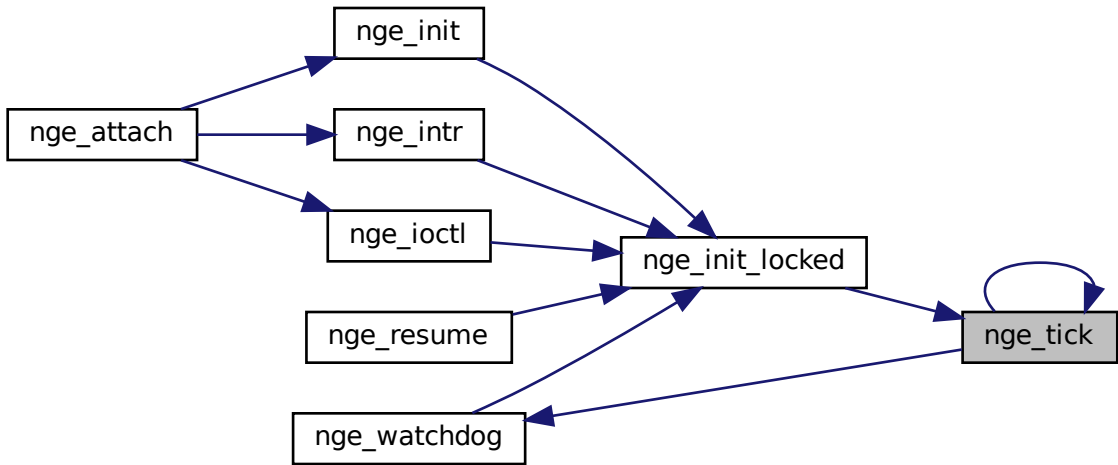 nge_init
nge_attach
nge_intr
nge_ioctl
nge_init_locked
nge_resume
nge_tick
nge_watchdog